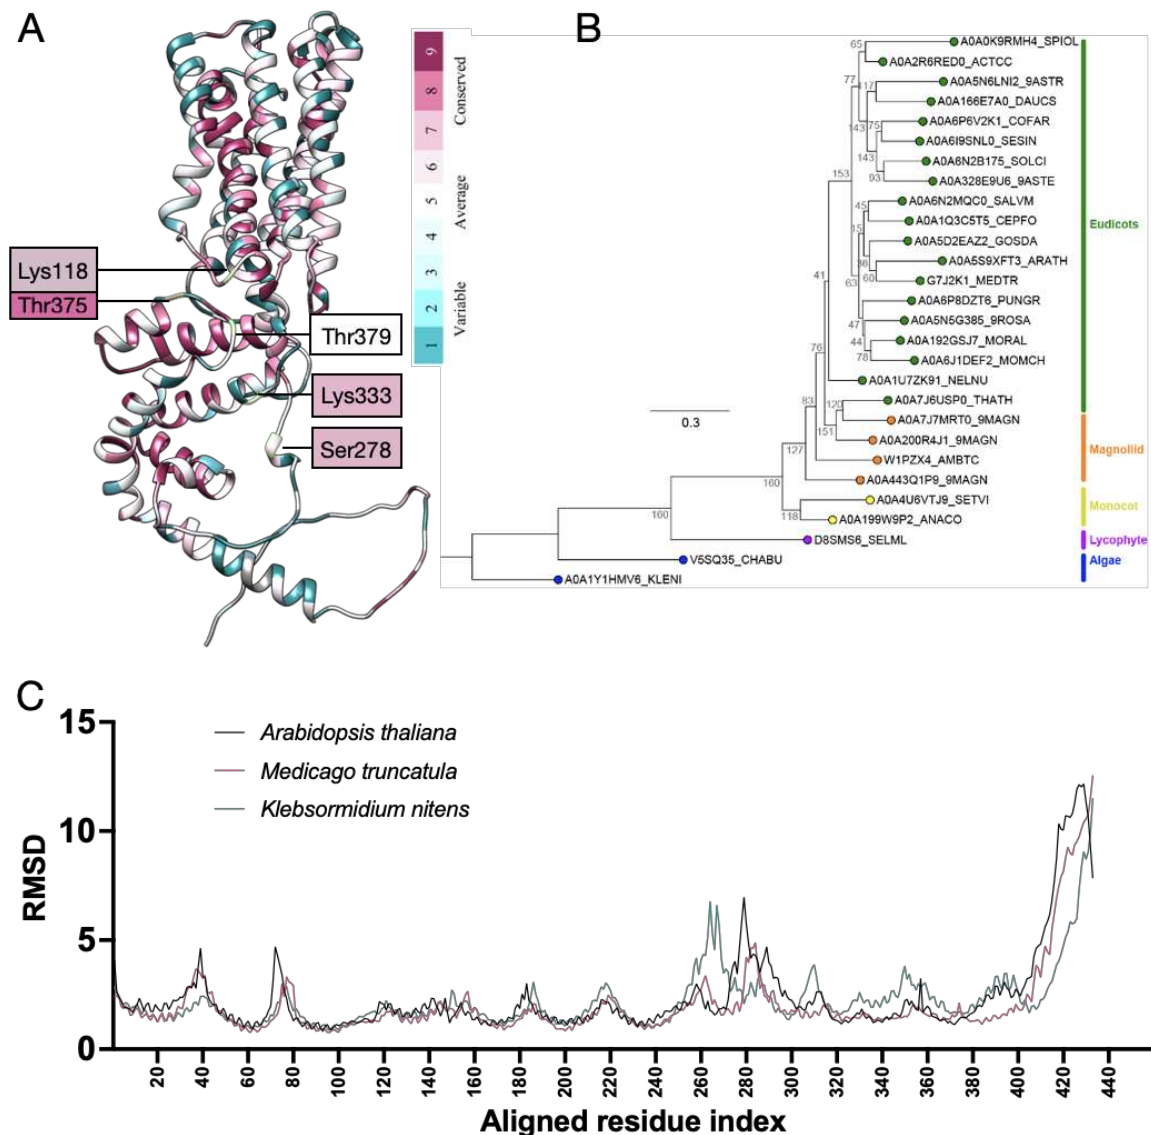 A
Lys118
Thr375
Thr379
Lys333
Ser278
9
8
7
6
5
4
3
2
1
Conserved
Average
Variable
B
A0A0K9RMH4_SPIOL
A0A2R6RED0_ACTCC
A0A5N6LNI2_9ASTR
A0A166E7A0_DAUCS
A0A6P6V2K1_COFAR
A0A6I9SNL0_SESIN
A0A6N2B175_SOLCI
A0A328E9U6_9ASTE
A0A6N2MQC0_SALVM
A0A1Q3C5T5_CEPFO
A0A5D2EAZ2_GOSDA
A0A5S9XFT3_ARATH
G7J2K1_MEDTR
A0A6P8DZT6_PUNGR
A0A5N5G385_9ROSA
A0A192GSJ7_MORAL
A0A6J1DEF2_MOMCH
A0A1U7ZK91_NELNU
A0A7J6USP0_THATH
A0A7J7MRT0_9MAGN
A0A200R4J1_9MAGN
W1PZX4_AMBTC
A0A443Q1P9_9MAGN
A0A4U6VTJ9_SETVI
A0A199W9P2_ANACO
D8SMS6_SELML
V5SQ35_CHABU
A0A1Y1HMV6_KLENI
65
77
143
75
143
93
153
45
15
60
63
41
47
44
78
76
120
151
83
127
160
118
160
0.3
Eudicots
Magnoliid
Monocot
Lycophyte
Algae
C
15
10
5
0
RMSD
Arabidopsis thaliana
Medicago truncatula
Klebsormidium nitens
20 40 60 80 100 120 140 160 180 200 220 240 260 280 300 320 340 360 380 400 420 440
Aligned residue index